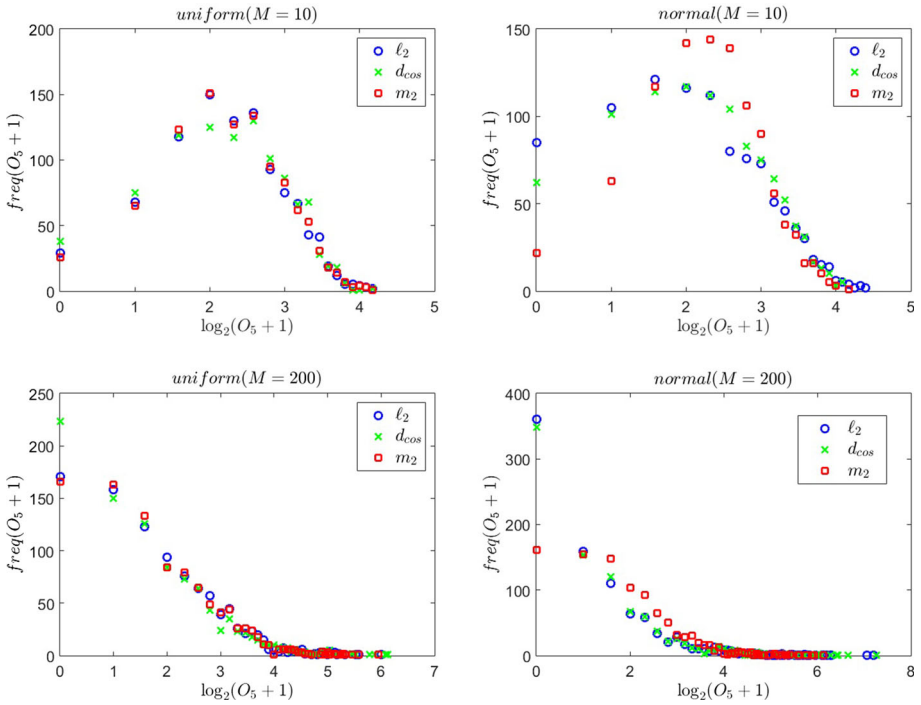 uniform(M = 10)
200
150
100
50
0
freq(O₅ + 1)
ℓ₂
d_cos
m₂
0 1 2 3 4 5
log₂(O₅ + 1)
normal(M = 10)
150
100
50
0
freq(O₅ + 1)
ℓ₂
d_cos
m₂
0 1 2 3 4 5
log₂(O₅ + 1)
uniform(M = 200)
250
200
150
100
50
0
freq(O₅ + 1)
ℓ₂
d_cos
m₂
0 1 2 3 4 5 6 7
log₂(O₅ + 1)
normal(M = 200)
400
300
200
100
0
freq(O₅ + 1)
ℓ₂
d_cos
m₂
0 2 4 6 8
log₂(O₅ + 1)